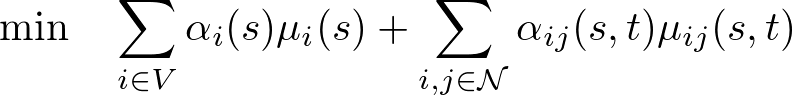 min ∑_{i∈V} α_i(s)μ_i(s) + ∑_{i,j∈𝒩} α_{ij}(s,t)μ_{ij}(s,t)